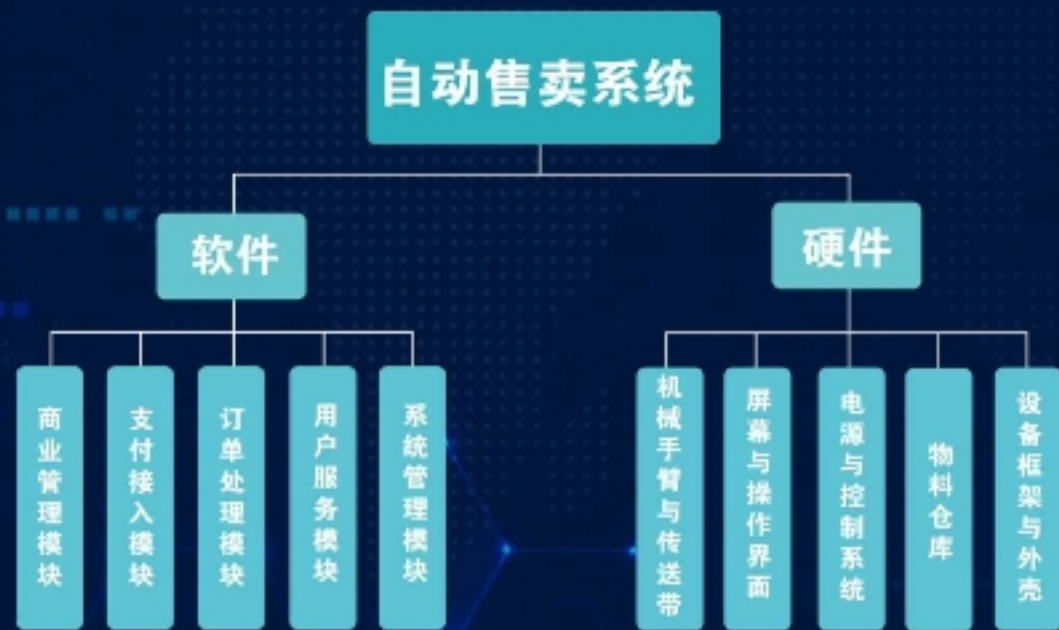 自动售卖系统
软件
硬件
商业管理模块
支付接入模块
订单处理模块
用户服务模块
系统管理模块
机械手臂与传送带
屏幕与操作界面
电源与控制系统
物料仓库
设备框架与外壳